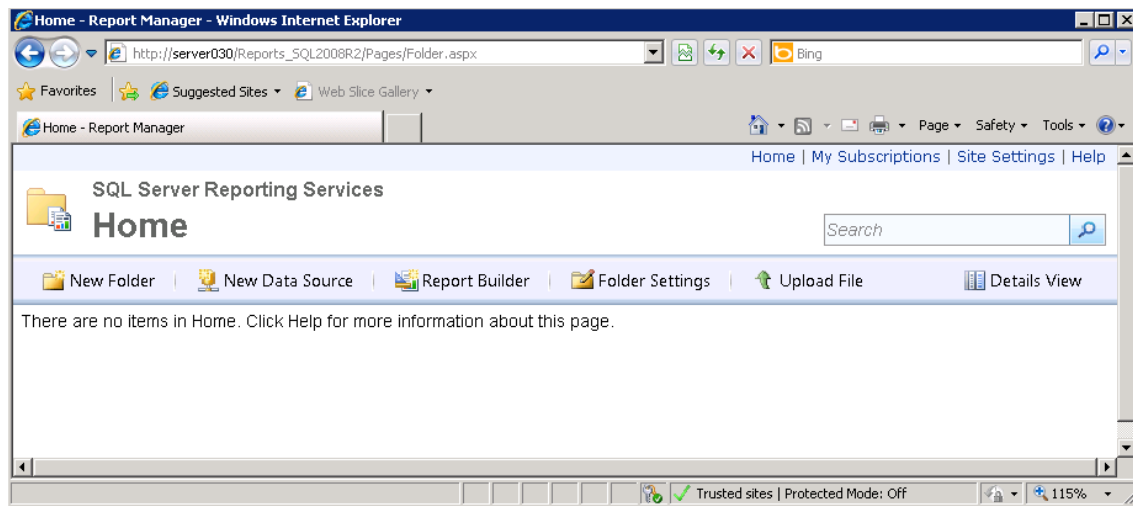 Home - Report Manager - Windows Internet Explorer
http://server030/Reports_SQL2008R2/Pages/Folder.aspx Bing
Favorites Suggested Sites Web Slice Gallery
Home - Report Manager Page Safety Tools
Home | My Subscriptions | Site Settings | Help
SQL Server Reporting Services
Home
Search
New Folder New Data Source Report Builder Folder Settings Upload File Details View
There are no items in Home. Click Help for more information about this page.
Trusted sites | Protected Mode: Off 115%